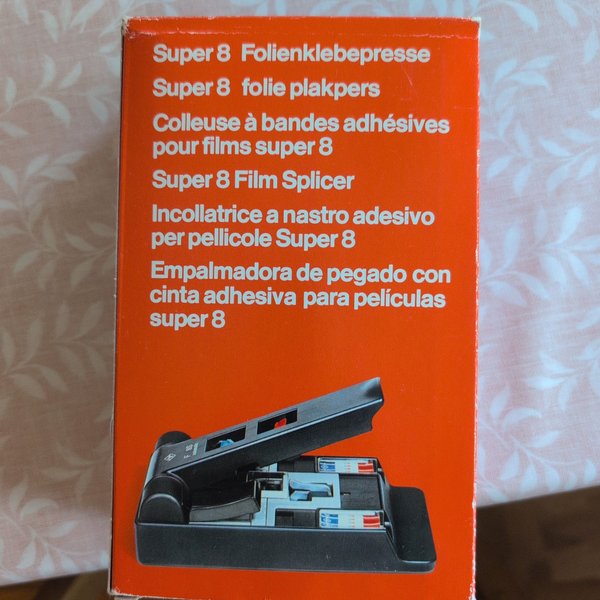 Super 8 Folienklebepresse
Super 8 folie plakpers
Colleuse à bandes adhésives
pour films super 8
Super 8 Film Splicer
Incollatrice a nastro adesivo
per pellicole Super 8
Empalmadora de pegado con
cinta adhesiva para películas
super 8